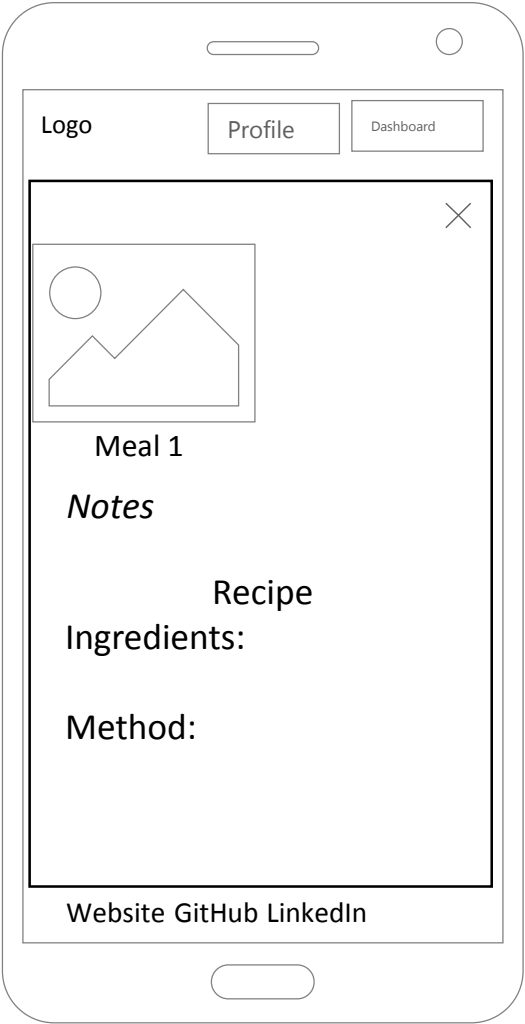 Logo Profile Dashboard
Meal 1
Notes
Recipe
Ingredients:
Method:
Website GitHub LinkedIn